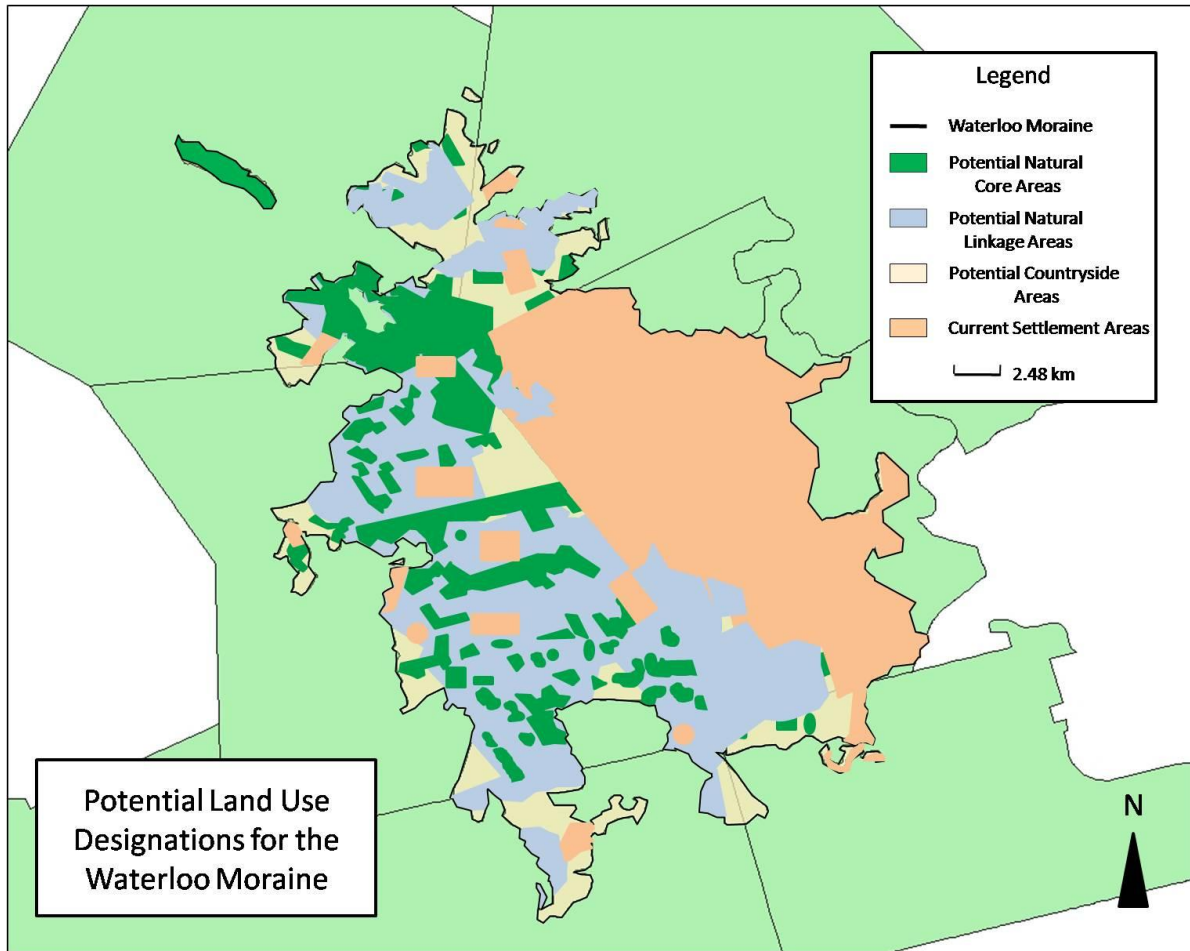 Legend
Waterloo Moraine
Potential Natural
Core Areas
Potential Natural
Linkage Areas
Potential Countryside
Areas
Current Settlement Areas
2.48 km
Potential Land Use
Designations for the
Waterloo Moraine
N